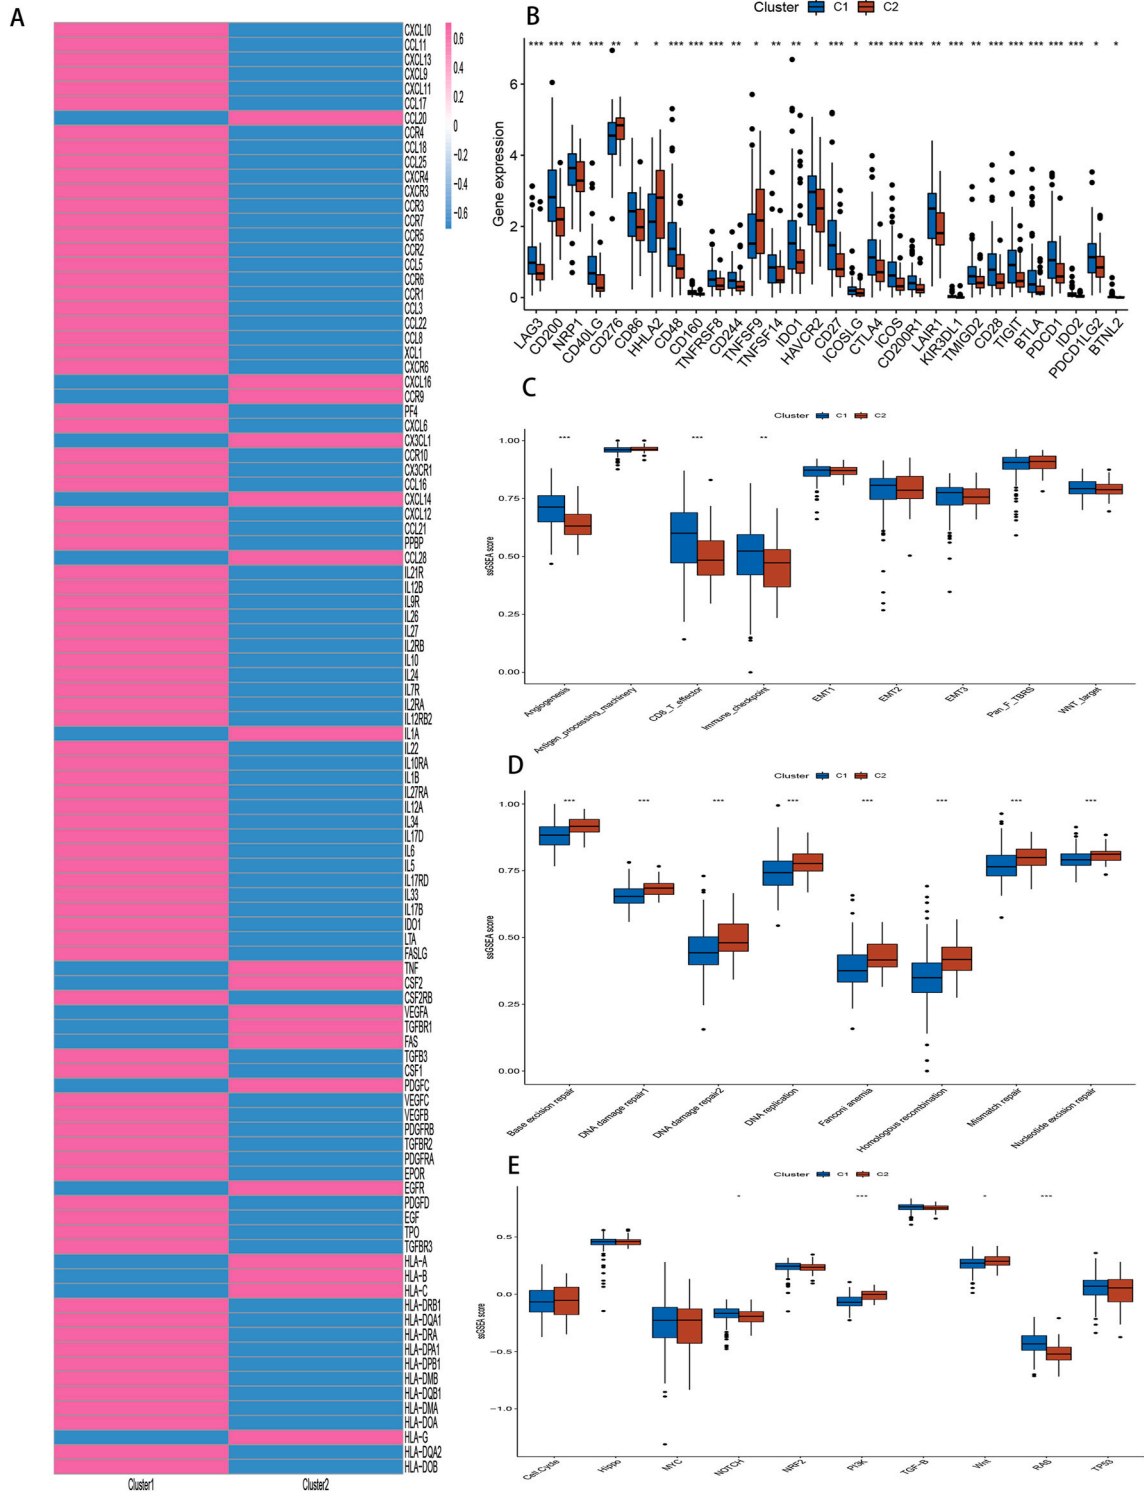 A
CXCL10
CCL11
CXCL13
CXCL9
CXCL11
CCL17
CCL20
CCR4
CCL18
CCL25
CXCR4
CXCR3
CCR3
CCR7
CCR5
CCR2
CCL5
CCR6
CCR1
CCL3
CCL22
CCL8
XCL1
CXCR6
CXCL16
CCR9
PF4
CXCL6
CX3CL1
CCR10
CX3CR1
CCL16
CXCL14
CXCL12
CCL21
PPBP
CCL28
IL21R
IL12B
IL9R
IL26
IL27
IL2RB
IL10
IL24
IL7R
IL2RA
IL12RB2
IL1A
IL22
IL10RA
IL1B
IL27RA
IL12A
IL34
IL17D
IL6
IL5
IL17RD
IL33
IL17B
IDO1
LTA
FASLG
TNF
CSF2
CSF2RB
VEGFA
TGFBR1
FAS
TGFB3
CSF1
PDGFC
VEGFC
VEGFB
PDGFRB
TGFBR2
PDGFRA
EPOR
EGFR
PDGFD
EGF
TPO
TGFBR3
HLA-A
HLA-B
HLA-C
HLA-DRB1
HLA-DQA1
HLA-DRA
HLA-DPA1
HLA-DPB1
HLA-DMB
HLA-DQB1
HLA-DMA
HLA-DOA
HLA-G
HLA-DQA2
HLA-DOB
Cluster1 Cluster2
0.6
0.4
0.2
0
−0.2
−0.4
−0.6
B
Cluster C1 C2
*** *** ** *** ** * * *** *** *** ** * ** ** * *** * *** *** *** ** *** ** *** *** *** *** *** * *
Gene expression
6
4
2
0
LAG3 CD200 NRP1 CD40LG CD276 CD86 HHLA2 CD48 CD160 TNFRSF8 CD244 TNFSF9 TNFSF14 IDO1 HAVCR2 CD27 ICOSLG CTLA4 ICOS CD200R1 LAIR1 KIR3DL1 TMIGD2 CD28 TIGIT BTLA PDCD1 IDO2 PDCD1LG2 BTNL2
C
Cluster C1 C2
*** *** **
ssGSEA score
1.00
0.75
0.50
0.25
0.00
Angiogenesis Antigen_processing_machinery CD8_T_effector Immune_checkpoint EMT1 EMT2 EMT3 Pan_F_TBRS WNT_target
D
Cluster C1 C2
*** *** *** *** *** *** *** ***
ssGSEA score
1.00
0.75
0.50
0.25
0.00
Base excision repair DNA damage repair1 DNA damage repair2 DNA replication Fanconi anemia Homologous recombination Mismatch repair Nucleotide excision repair
E
Cluster C1 C2
* *** * ***
ssGSEA score
0.5
0.0
−0.5
−1.0
Cell.Cycle Hippo MYC NOTCH NRF2 PI3K TGF−B Wnt RAS TP53